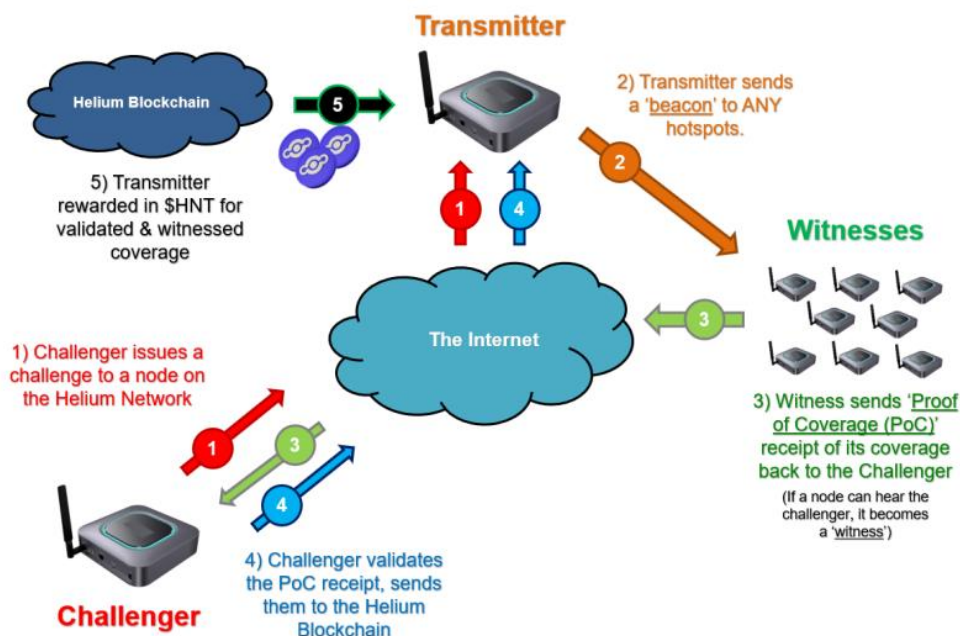 Transmitter
Helium Blockchain
5
2) Transmitter sends
a ‘beacon’ to ANY
hotspots.
2
5) Transmitter
rewarded in $HNT for
validated & witnessed
coverage
1
4
Witnesses
The Internet
3
1) Challenger issues a
challenge to a node on
the Helium Network
3) Witness sends ‘Proof
of Coverage (PoC)’
receipt of its coverage
back to the Challenger
(If a node can hear the
challenger, it becomes
a ‘witness’)
1
3
4
4) Challenger validates
the PoC receipt, sends
them to the Helium
Blockchain
Challenger